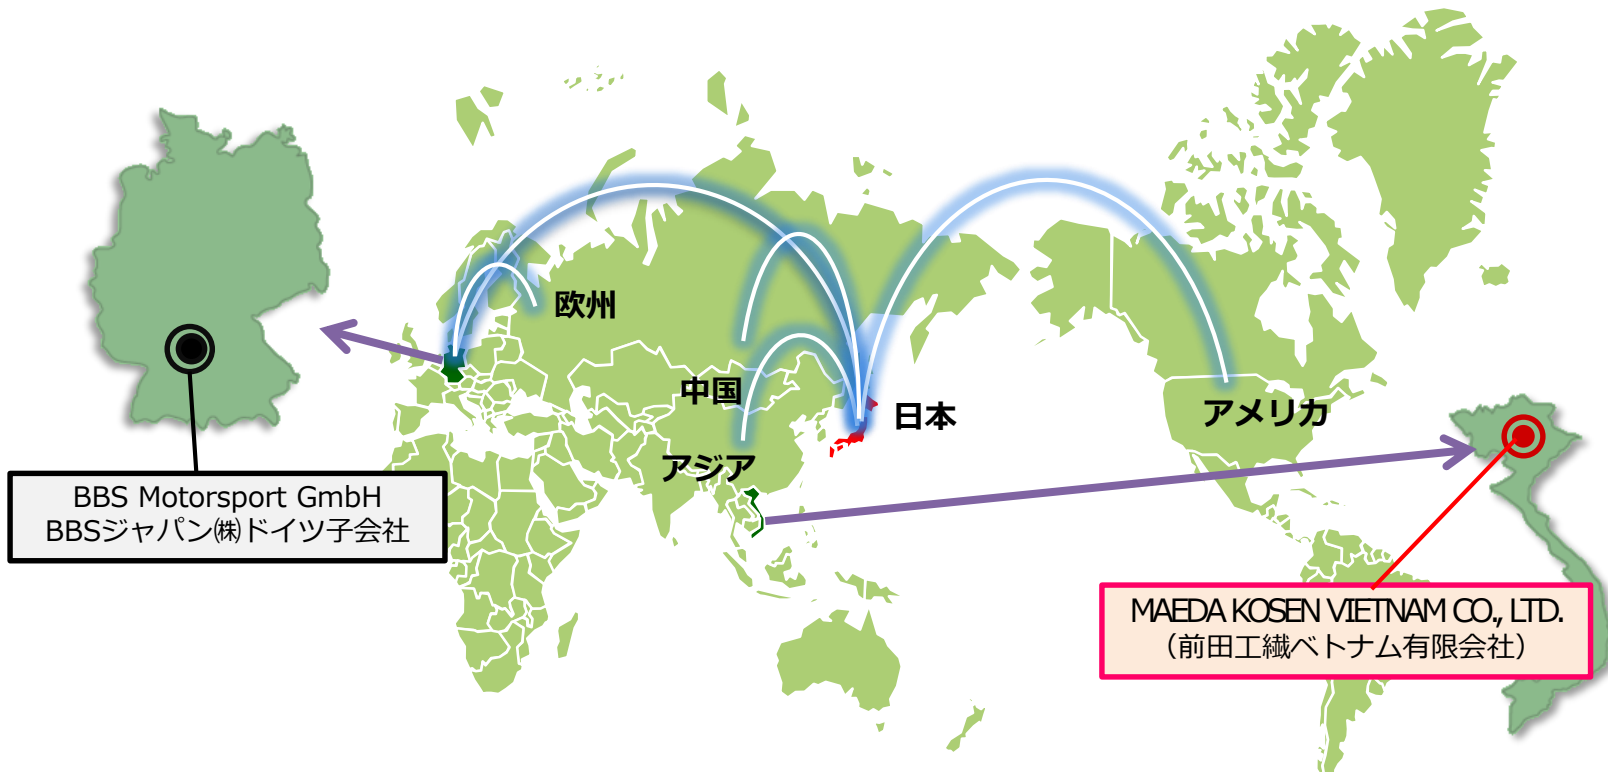 欧州
中国
日本
アメリカ
アジア
BBS Motorsport GmbH
BBSジャパン㈱ドイツ子会社
MAEDA KOSEN VIETNAM CO., LTD.
（前田工繊ベトナム有限会社）